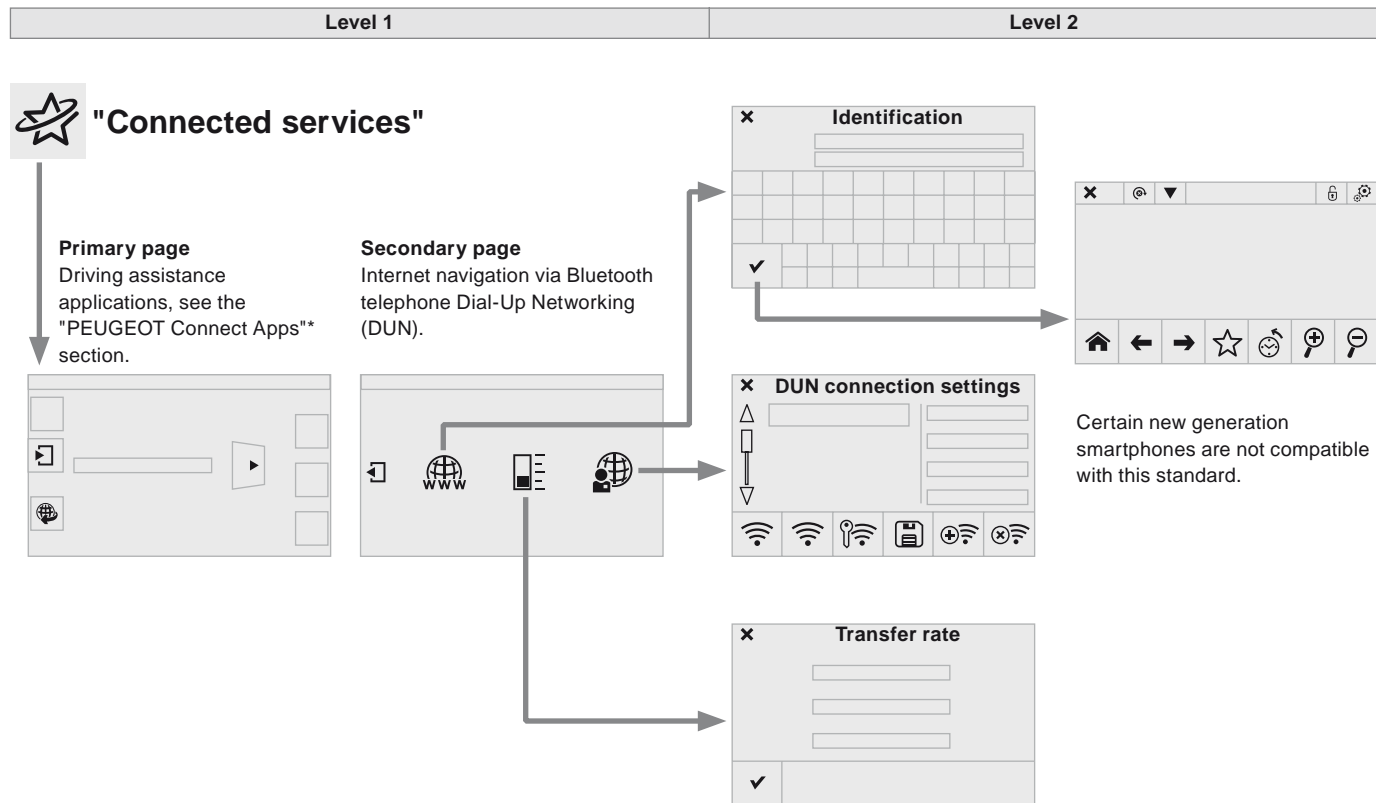 Level 1
Level 2
"Connected services"
Primary page
Driving assistance
applications, see the
"PEUGEOT Connect Apps"*
section.
Secondary page
Internet navigation via Bluetooth
telephone Dial-Up Networking
(DUN).
WWW
Identification
DUN connection settings
Certain new generation
smartphones are not compatible
with this standard.
Transfer rate